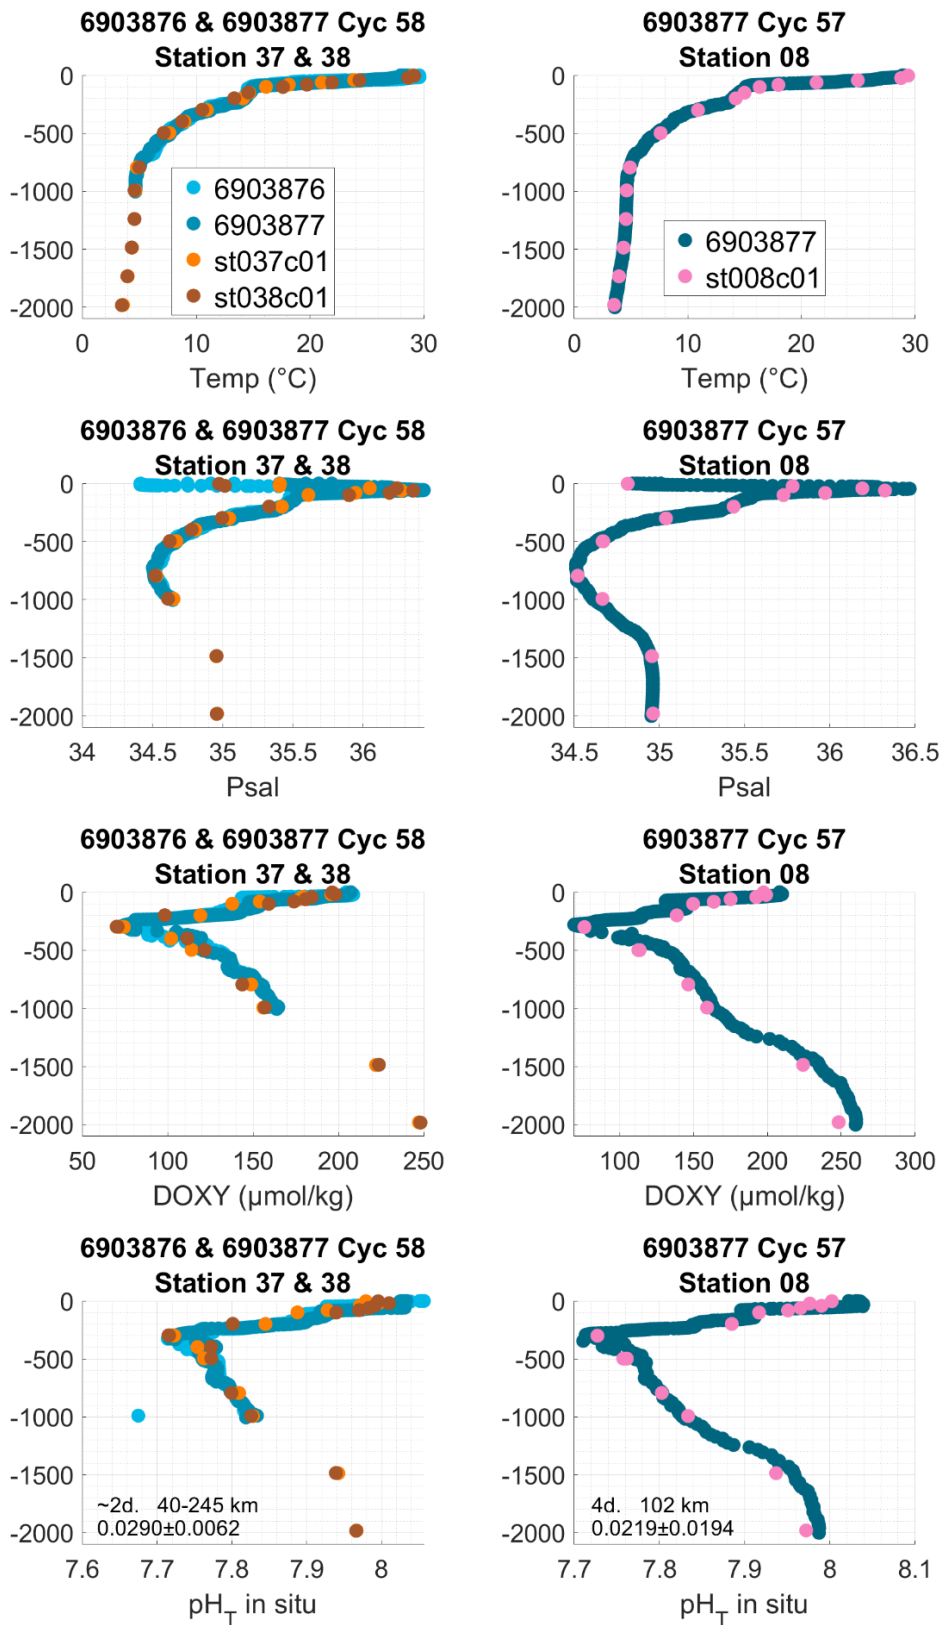 6903876 & 6903877 Cyc 58
Station 37 & 38
0
-500
-1000
-1500
-2000
6903876
6903877
st037c01
st038c01
0 10 20 30
Temp (°C)
6903877 Cyc 57
Station 08
0
-500
-1000
-1500
-2000
6903877
st008c01
0 10 20 30
Temp (°C)
6903876 & 6903877 Cyc 58
Station 37 & 38
0
-500
-1000
-1500
-2000
34 34.5 35 35.5 36
Psal
6903877 Cyc 57
Station 08
0
-500
-1000
-1500
-2000
34.5 35 35.5 36 36.5
Psal
6903876 & 6903877 Cyc 58
Station 37 & 38
0
-500
-1000
-1500
-2000
50 100 150 200 250
DOXY (μmol/kg)
6903877 Cyc 57
Station 08
0
-500
-1000
-1500
-2000
100 150 200 250 300
DOXY (μmol/kg)
6903876 & 6903877 Cyc 58
Station 37 & 38
0
-500
-1000
-1500
-2000
~2d. 40-245 km
0.0290±0.0062
7.6 7.7 7.8 7.9 8
pH_T in situ
6903877 Cyc 57
Station 08
0
-500
-1000
-1500
-2000
4d. 102 km
0.0219±0.0194
7.7 7.8 7.9 8 8.1
pH_T in situ